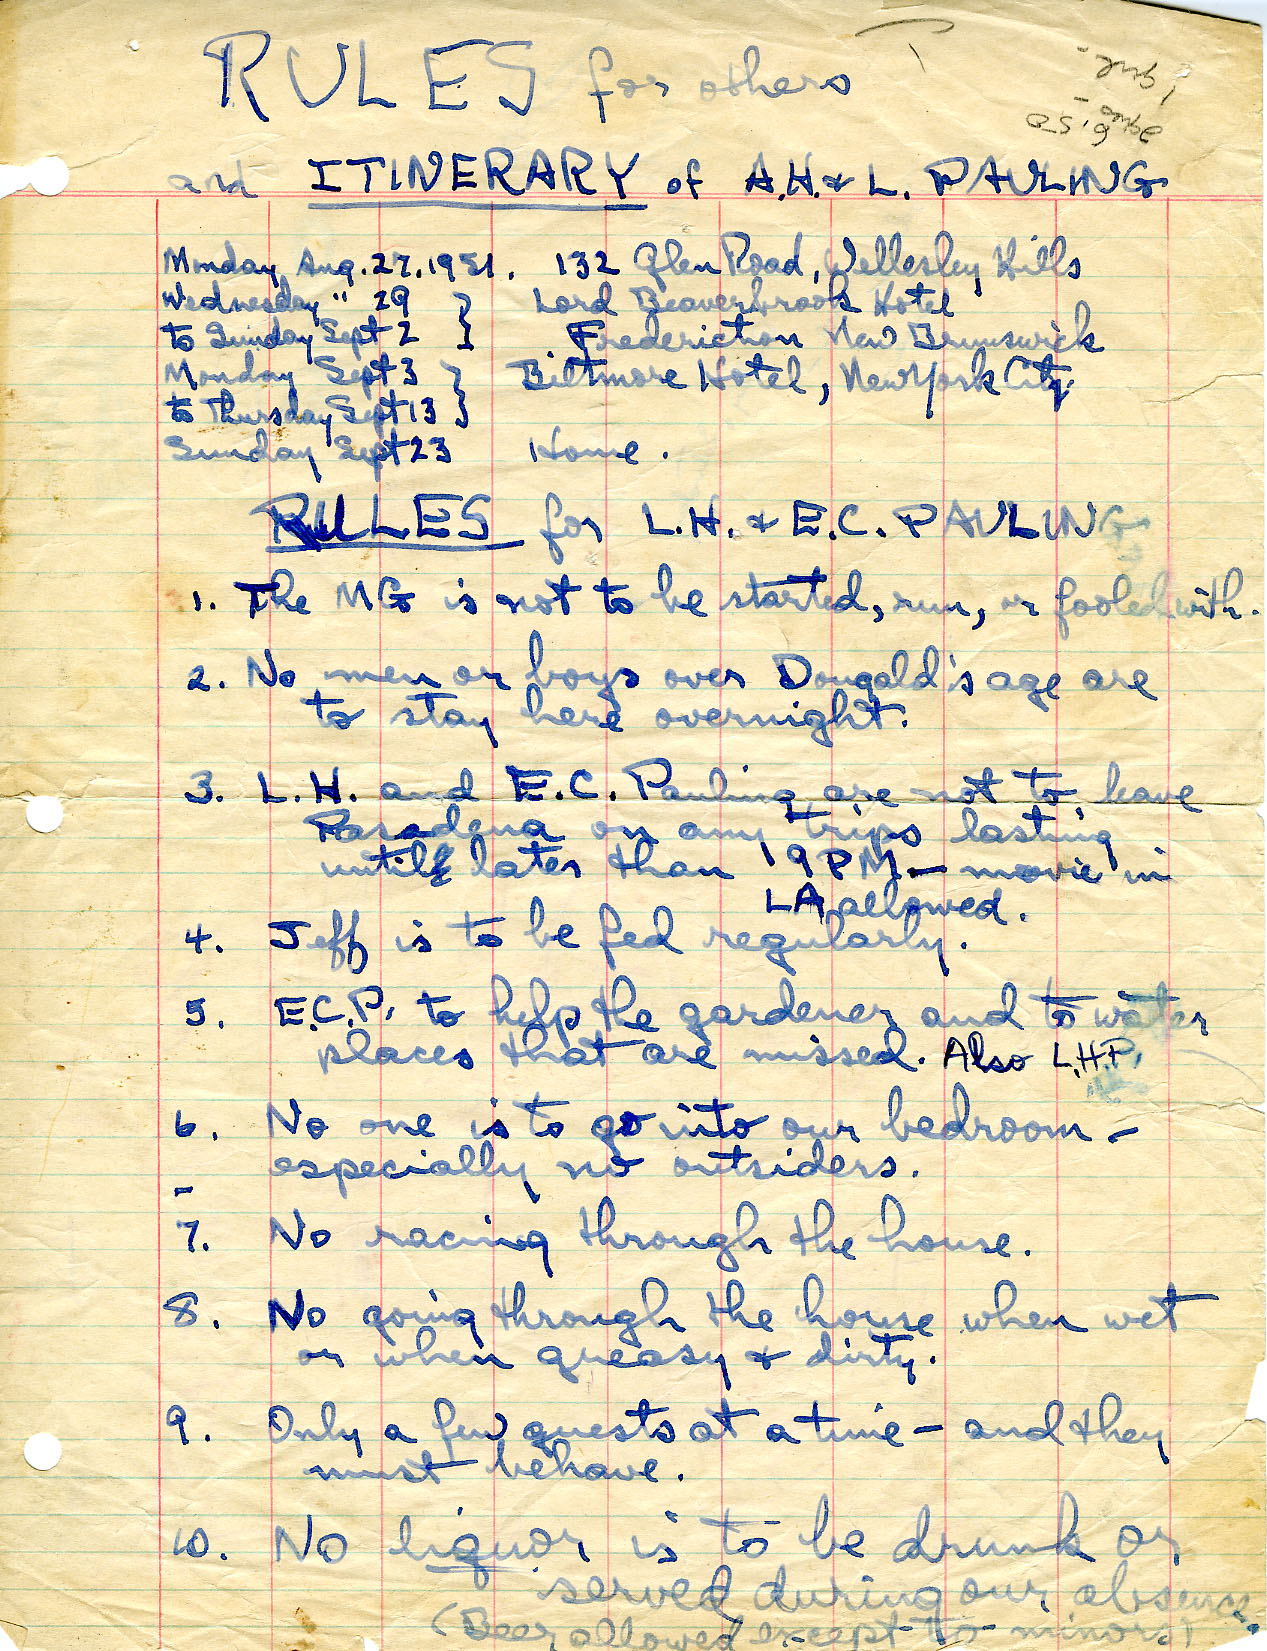 RULES for others
and ITINERARY of A.H. & L. PAULING
Monday Aug. 27, 1951. 132 Glen Road, Wellesley Hills
Wednesday " 29 } Lord Beaverbrook Hotel
to Sunday Sept 2 } Fredericton New Brunswick
Monday Sept 3 } Biltmore Hotel, New York City
to Thursday Sept 13 }
Sunday Sept 23 Home.
RULES for L.H. & E.C. PAULING
1. The MG is not to be started, run, or fooled with.
2. No men or boys over Dougald's age are
to stay here overnight.
3. L.H. and E.C. Pauling are not to leave
Pasadena on any trips lasting
until later than 9 PM — movie in
LA allowed.
4. Jeff is to be fed regularly.
5. E.C.P. to help the gardener and to water
places that are missed. Also L.H.P.
6. No one is to go into our bedroom –
especially no outsiders.
7. No racing through the house.
8. No going through the house when wet
or when greasy & dirty.
9. Only a few guests at a time – and they
must behave.
10. No liquor is to be drunk or
served during our absence.
(Beer allowed except to minors)